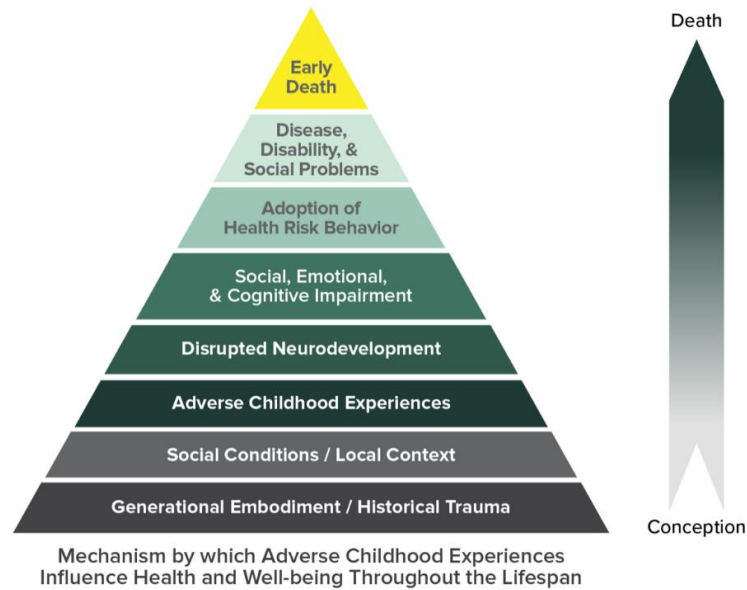 Death
Early
Death
Disease,
Disability, &
Social Problems
Adoption of
Health Risk Behavior
Social, Emotional,
& Cognitive Impairment
Disrupted Neurodevelopment
Adverse Childhood Experiences
Social Conditions / Local Context
Generational Embodiment / Historical Trauma
Conception
Mechanism by which Adverse Childhood Experiences
Influence Health and Well-being Throughout the Lifespan